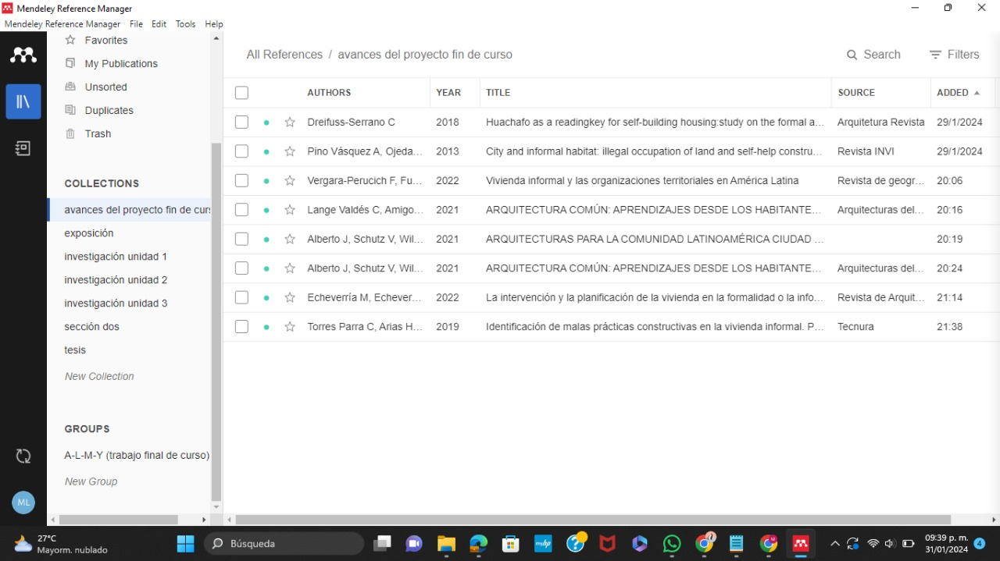 Mendeley Reference Manager
Mendeley Reference Manager File Edit Tools Help
Favorites
My Publications
Unsorted
Duplicates
Trash
COLLECTIONS
avances del proyecto fin de curs
exposición
investigación unidad 1
investigación unidad 2
investigación unidad 3
sección dos
tesis
New Collection
GROUPS
A-L-M-Y (trabajo final de curso)
New Group
ML
All References / avances del proyecto fin de curso
Search Filters
AUTHORS YEAR TITLE SOURCE ADDED
Dreifuss-Serrano C 2018 Huachafo as a readingkey for self-building housing:study on the formal a... Arquitetura Revista 29/1/2024
Pino Vásquez A, Ojeda... 2013 City and informal habitat: illegal occupation of land and self-help constru... Revista INVI 29/1/2024
Vergara-Perucich F, Fu... 2022 Vivienda informal y las organizaciones territoriales en América Latina Revista de geogr... 20:06
Lange Valdés C, Amigo... 2021 ARQUITECTURA COMÚN: APRENDIZAJES DESDE LOS HABITANTE... Arquitecturas del... 20:16
Alberto J, Schutz V, Wil... 2021 ARQUITECTURAS PARA LA COMUNIDAD LATINOAMÉRICA CIUDAD ... 20:19
Alberto J, Schutz V, Wil... 2021 ARQUITECTURA COMÚN: APRENDIZAJES DESDE LOS HABITANTE... Arquitecturas del... 20:24
Echeverría M, Echever... 2022 La intervención y la planificación de la vivienda en la formalidad o la info... Revista de Arquit... 21:14
Torres Parra C, Arias H... 2019 Identificación de malas prácticas constructivas en la vivienda informal. P... Tecnura 21:38
27°C
Mayorm. nublado
Búsqueda
myhp
09:39 p. m.
31/01/2024
4